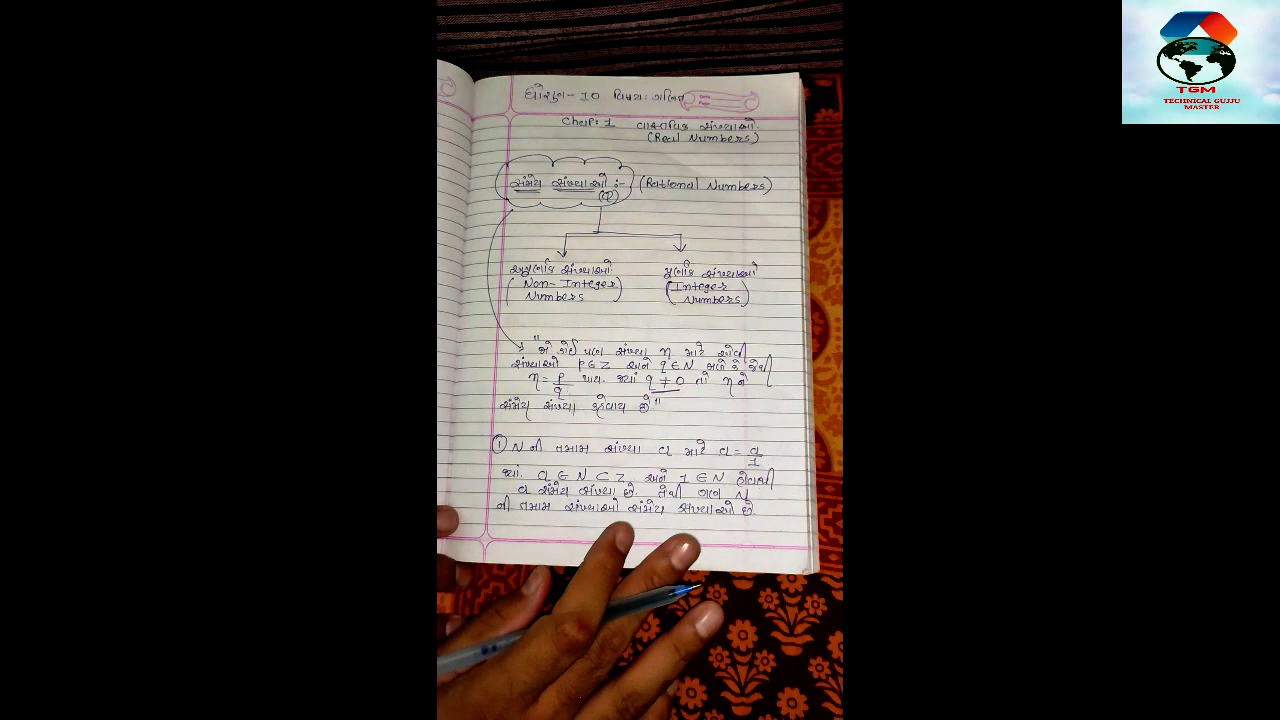 ધોરણ-10 વિષય: ગણિત
Chap: 1 વાસ્તવિક સંખ્યાઓ.
(Real Numbers)
સંમેય સંખ્યાઓ :- (Rational Numbers)
(Q)
અપૂર્ણાંક સંખ્યાઓ. પૂર્ણાંક સંખ્યાઓ
(Non-Integer Numbers) (Integer Numbers)
"જો કોઈ પણ સંખ્યા n માટે એવી
સંખ્યાઓ P∈Z અને q∈N મળે કે જેથી
n = P/q થાય. જ્યાં q ≠ 0 તો n ને
સંમેય સંખ્યા કહેવાય છે"
① N ની તમામ સંખ્યા a માટે a = a/1
જ્યાં. a ∈ N ⊂ Z અને 1 ∈ N હોવાથી
a સંમેય સંખ્યા છે. તેથી ગણ N
ની તમામ સંખ્યાઓ સંમેય સંખ્યાઓ છે.
TGM
TECHNICAL GUJJU
MASTER